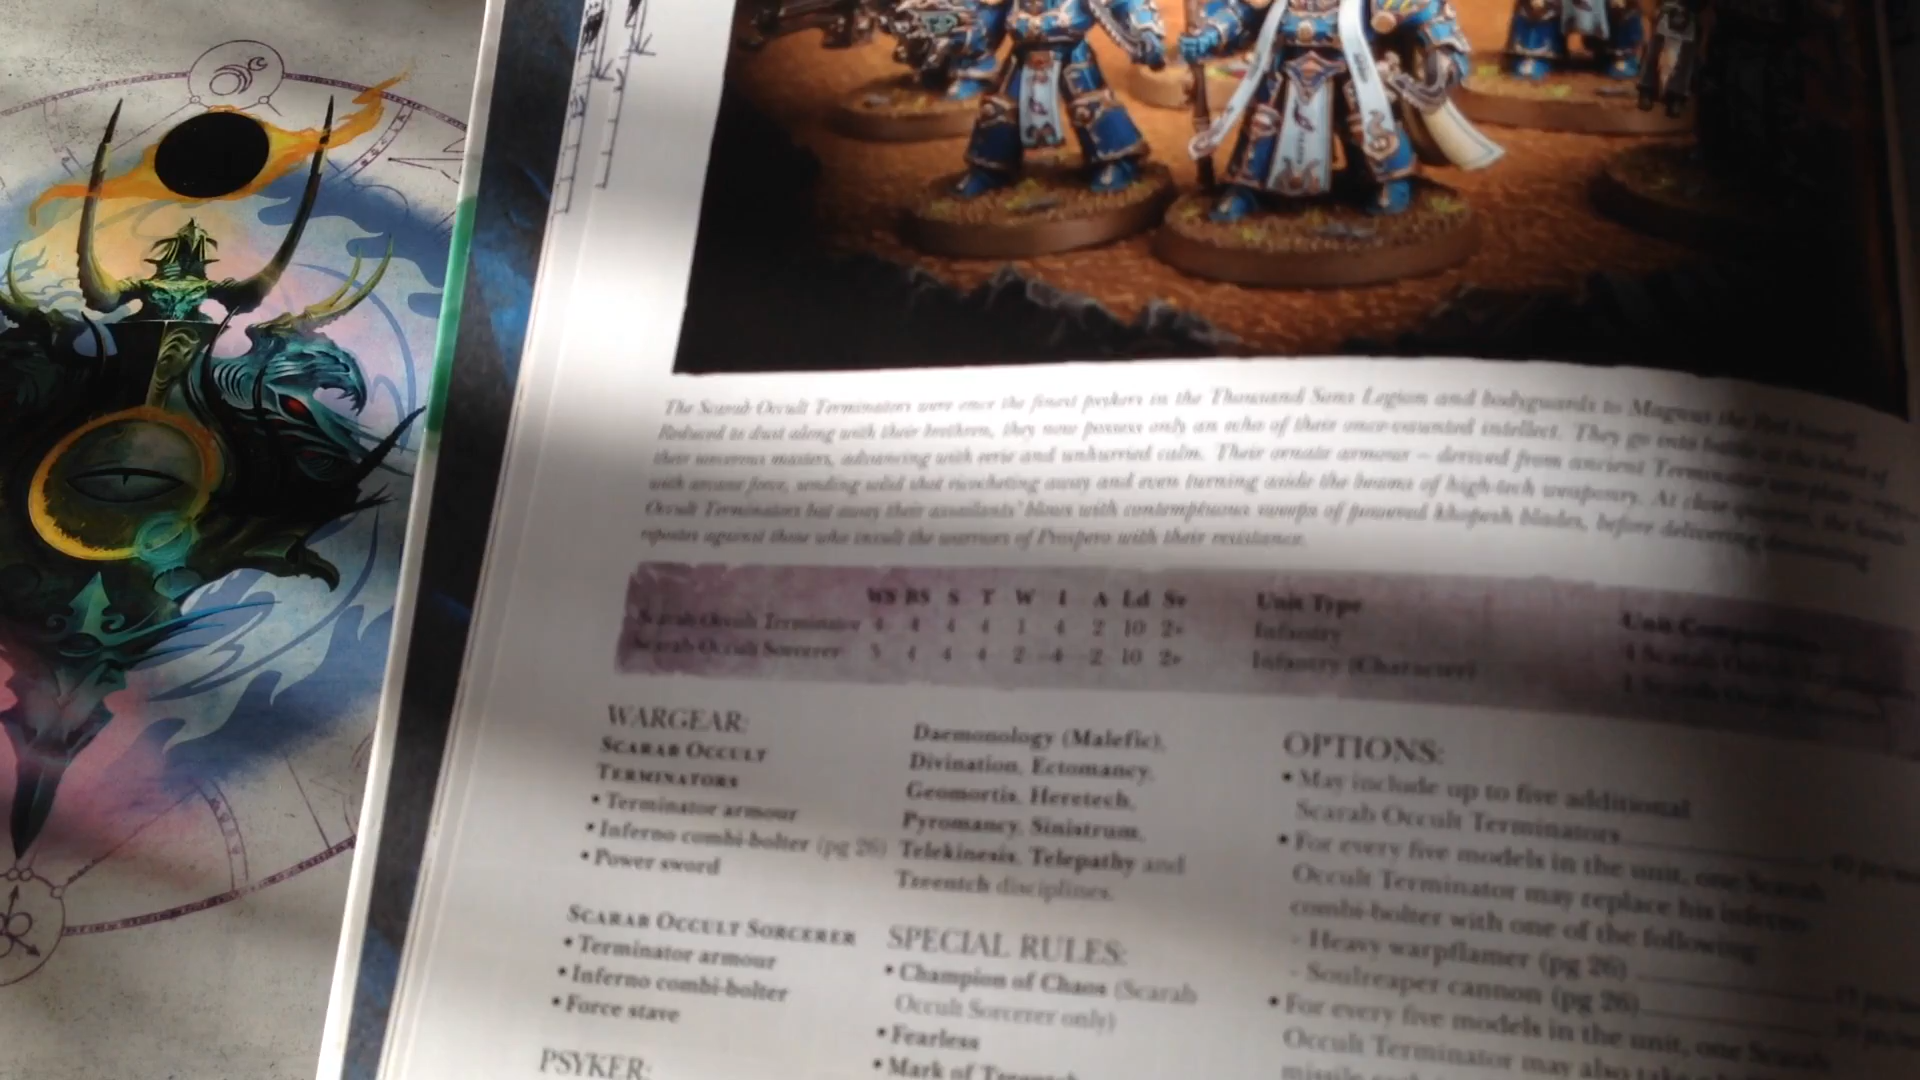 The Scarab Occult Terminators were once the finest psykers in the Thousand Sons Legion and bodyguards to Magnus the Red himself.
Reduced to dust along with their brethren, they now possess only an echo of their once-vaunted intellect. They go into battle at the behest of
their sorcerous masters, advancing with eerie and unhurried calm. Their ornate armour – derived from ancient Terminator
with arcane force, sending solid shot ricocheting away and even turning aside the beams of high-tech weaponry. At close quarters, the Scarab
Occult Terminators bat away their assailants' blows with contemptuous sweeps of powered khopesh blades, before delivering
ripostes against those who insult the warriors of Prospero with their resistance.
WS BS S T W I A Ld Sv
Scarab Occult Terminator 4 4 4 4 1 4 2 10 2+
Scarab Occult Sorcerer 5 4 4 4 2 4 2 10 2+
Unit Type
Infantry
Infantry (Character)
Unit Composition
4 Scarab Occult
1 Scarab Occult
WARGEAR:
SCARAB OCCULT
TERMINATORS
• Terminator armour
• Inferno combi-bolter (pg 26)
• Power sword
SCARAB OCCULT SORCERER
• Terminator armour
• Inferno combi-bolter
• Force stave
PSYKER:
Daemonology (Malefic),
Divination, Ectomancy,
Geomortis, Heretech,
Pyromancy, Sinistrum,
Telekinesis, Telepathy and
Tzeentch disciplines.
SPECIAL RULES:
• Champion of Chaos (Scarab
Occult Sorcerer only)
• Fearless
• Mark of Tzeentch
OPTIONS:
• May include up to five additional
Scarab Occult Terminators
• For every five models in the unit, one Scarab
Occult Terminator may replace his inferno
combi-bolter with one of the following
- Heavy warpflamer (pg 26)
- Soulreaper cannon (pg 26)
• For every five models in the unit, one Scarab
Occult Terminator may also take a